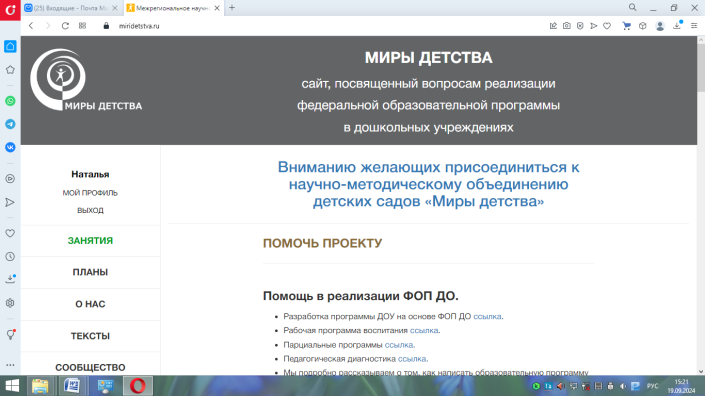 (25) Входящие - Почта Ma
Межрегиональное научно
miridetstva.ru
МИРЫ ДЕТСТВА
МИРЫ ДЕТСТВА
сайт, посвященный вопросам реализации
федеральной образовательной программы
в дошкольных учреждениях
Наталья
МОЙ ПРОФИЛЬ
ВЫХОД
ЗАНЯТИЯ
ПЛАНЫ
О НАС
ТЕКСТЫ
СООБЩЕСТВО
Вниманию желающих присоединиться к
научно-методическому объединению
детских садов «Миры детства»
ПОМОЧЬ ПРОЕКТУ
Помощь в реализации ФОП ДО.
Разработка программы ДОУ на основе ФОП ДО ссылка.
Рабочая программа воспитания ссылка.
Парциальные программы ссылка.
Педагогическая диагностика ссылка.
Мы подробно рассказываем о том, как написать образовательную программу
РУС
15:21
19.09.2024